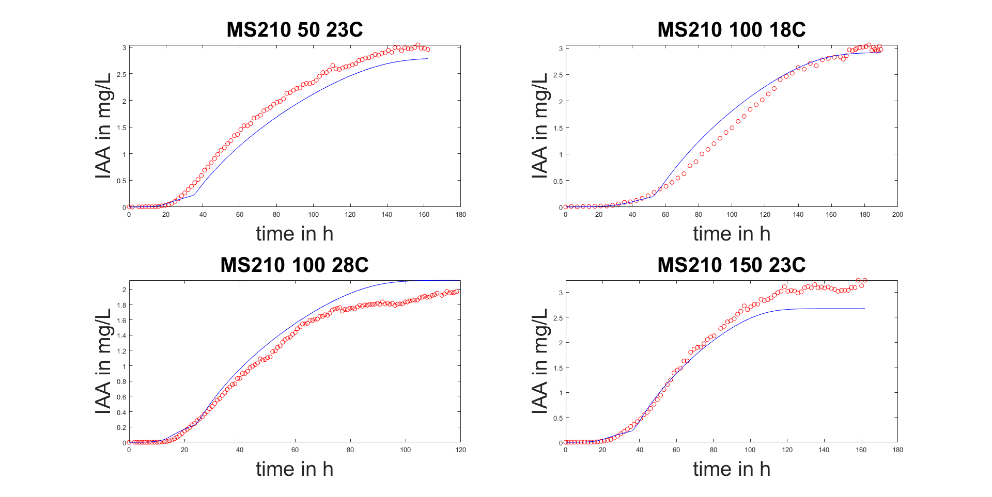 MS210 50 23C
IAA in mg/L
3
2.5
2
1.5
1
0.5
0
0 20 40 60 80 100 120 140 160 180
time in h
MS210 100 18C
IAA in mg/L
3
2.5
2
1.5
1
0.5
0
0 20 40 60 80 100 120 140 160 180 200
time in h
MS210 100 28C
IAA in mg/L
2
1.8
1.6
1.4
1.2
1
0.8
0.6
0.4
0.2
0
0 20 40 60 80 100 120
time in h
MS210 150 23C
IAA in mg/L
3
2.5
2
1.5
1
0.5
0
0 20 40 60 80 100 120 140 160 180
time in h